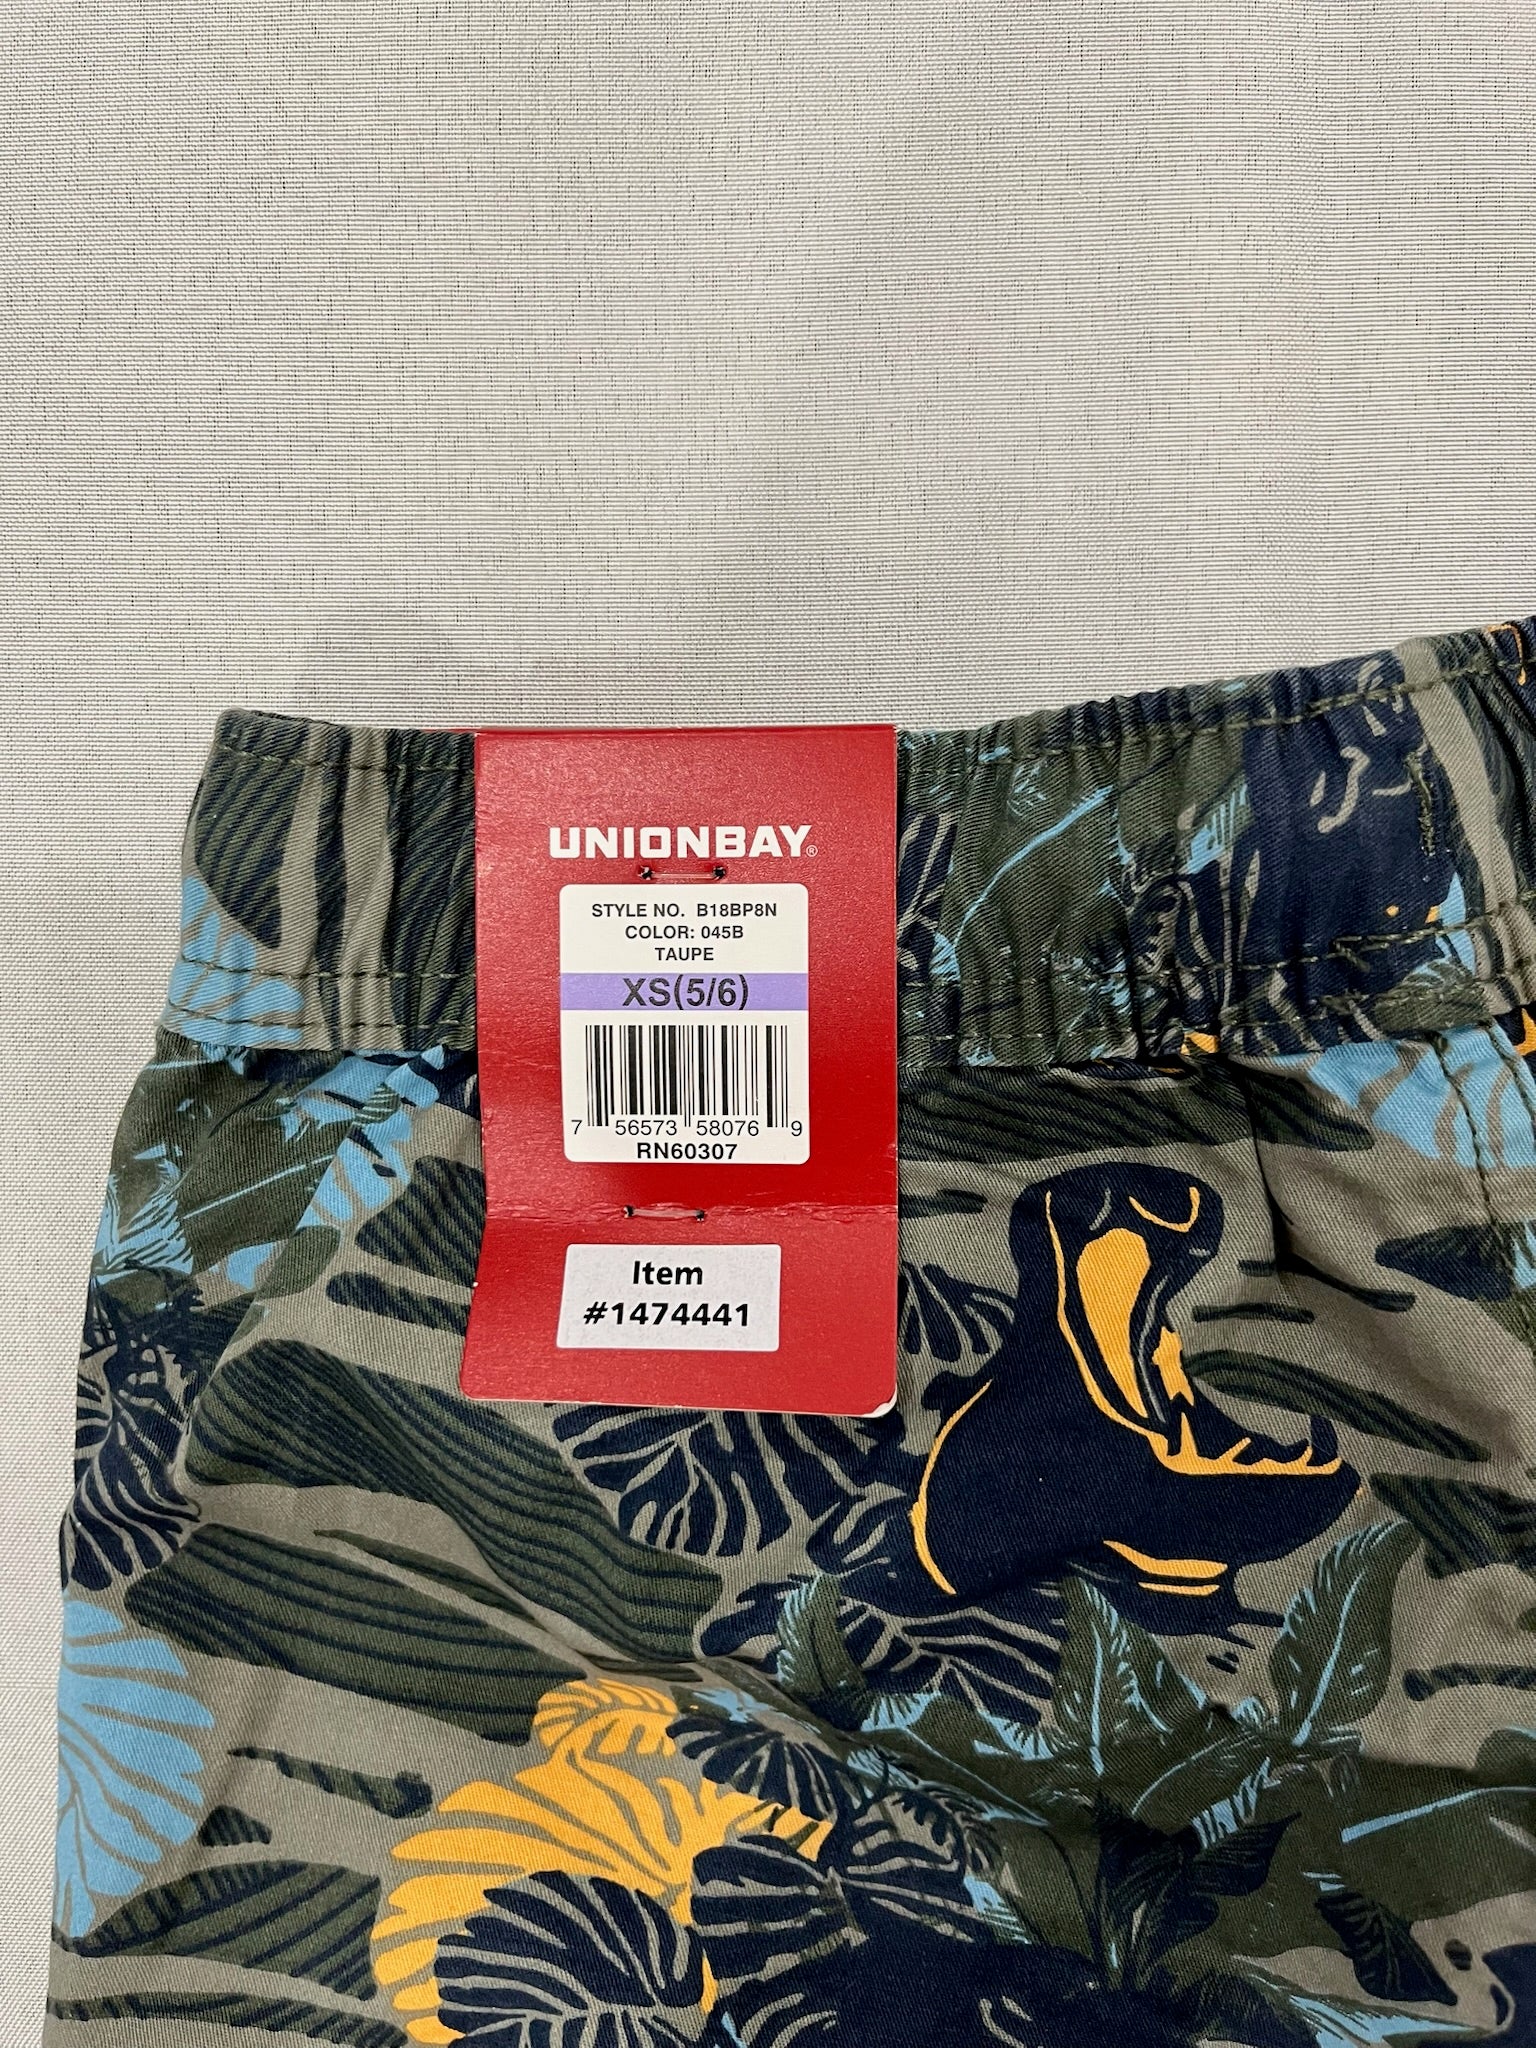 UNIONBAY®
STYLE NO. B18BP8N
COLOR: 045B
TAUPE
XS(5/6)
7 56573 58076 9
RN60307
Item
#1474441